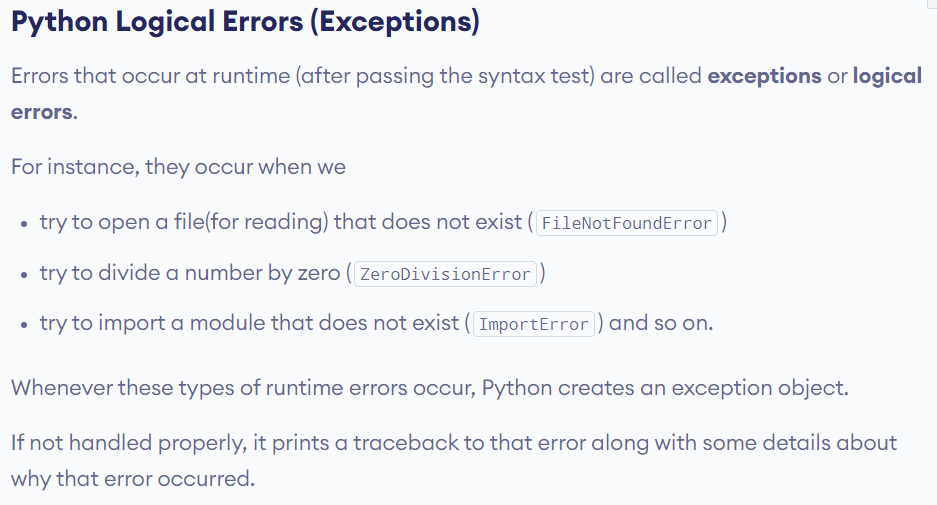 Python Logical Errors (Exceptions)
Errors that occur at runtime (after passing the syntax test) are called exceptions or logical
errors.
For instance, they occur when we
• try to open a file(for reading) that does not exist ( FileNotFoundError )
• try to divide a number by zero ( ZeroDivisionError )
• try to import a module that does not exist ( ImportError ) and so on.
Whenever these types of runtime errors occur, Python creates an exception object.
If not handled properly, it prints a traceback to that error along with some details about
why that error occurred.